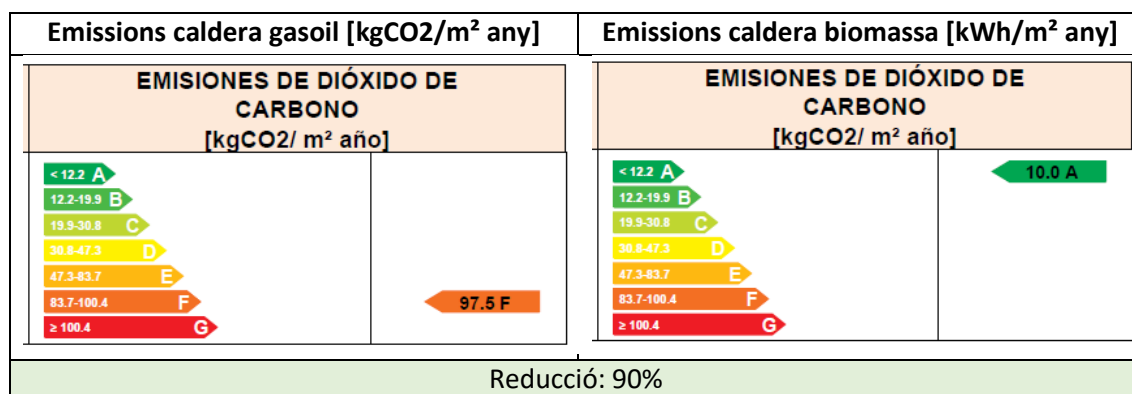 Emissions caldera gasoil [kgCO2/m² any]
Emissions caldera biomassa [kWh/m² any]
EMISIONES DE DIÓXIDO DE
CARBONO
[kgCO2/ m² año]
< 12.2 A
12.2-19.9 B
19.9-30.8 C
30.8-47.3 D
47.3-83.7 E
83.7-100.4 F
≥ 100.4 G
97.5 F
EMISIONES DE DIÓXIDO DE
CARBONO
[kgCO2/ m² año]
< 12.2 A
12.2-19.9 B
19.9-30.8 C
30.8-47.3 D
47.3-83.7 E
83.7-100.4 F
≥ 100.4 G
10.0 A
Reducció: 90%